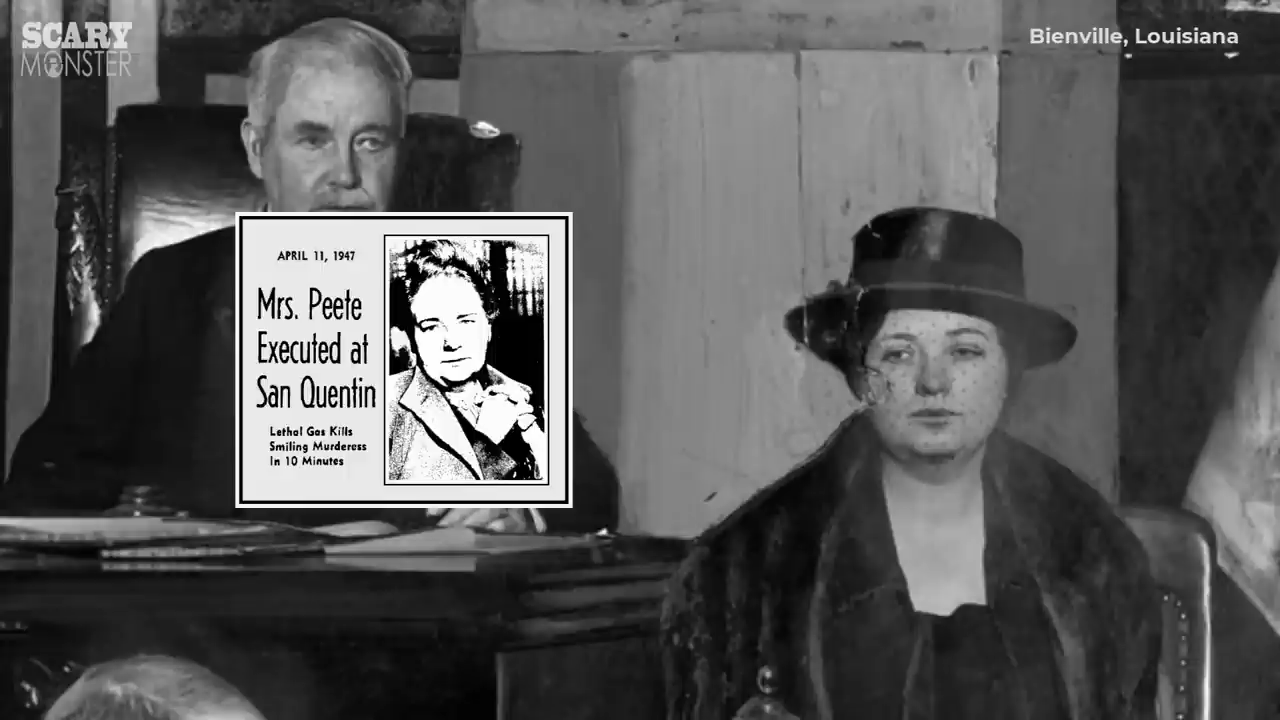 SCARY
MONSTER
Bienville, Louisiana
APRIL 11, 1947
Mrs. Peete
Executed at
San Quentin
Lethal Gas Kills
Smiling Murderess
In 10 Minutes